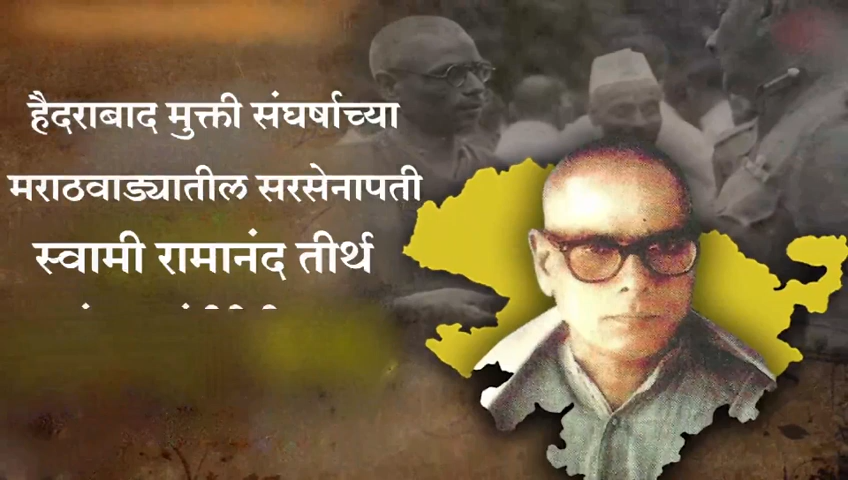 हैदराबाद मुक्ती संघर्षाच्या
मराठवाड्यातील सरसेनापती
स्वामी रामानंद तीर्थ